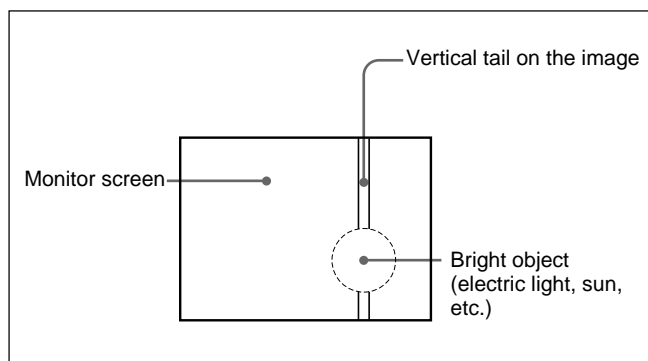 Vertical tail on the image
Monitor screen
Bright object
(electric light, sun,
etc.)